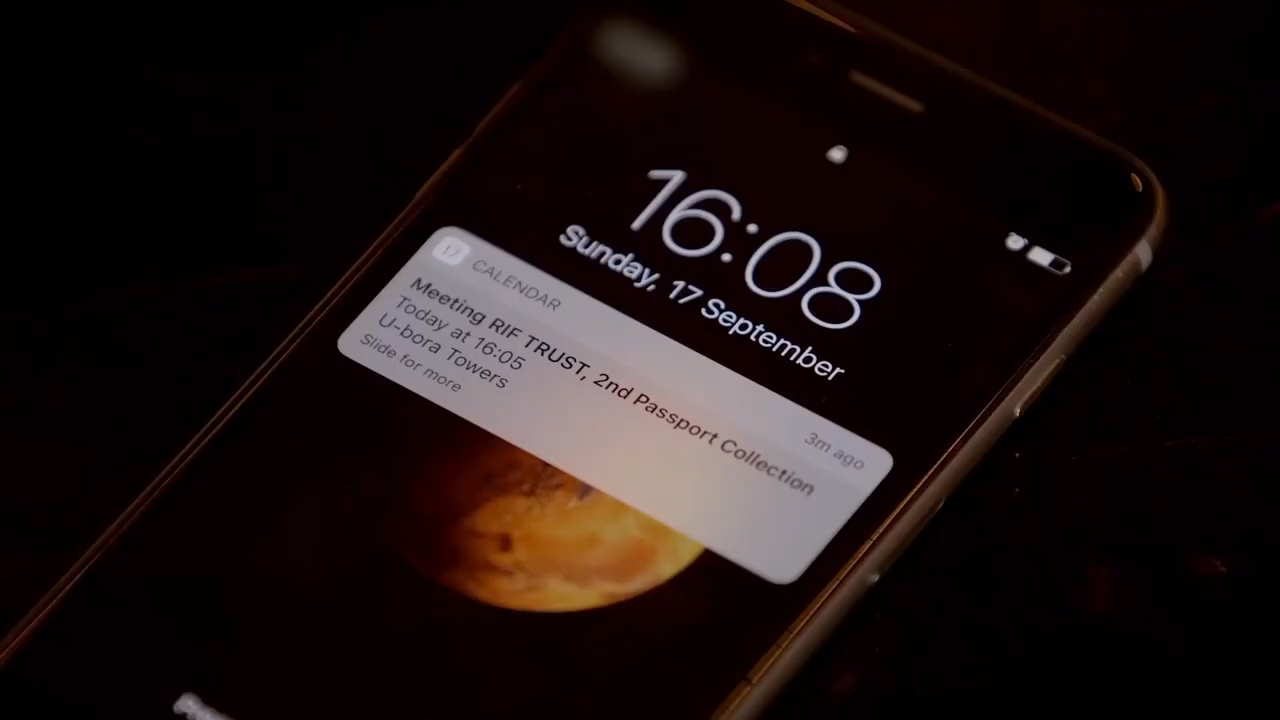 16:08
Sunday, 17 September
17 CALENDAR
3m ago
Meeting RIF TRUST, 2nd Passport Collection
Today at 16:05
U-bora Towers
Slide for more